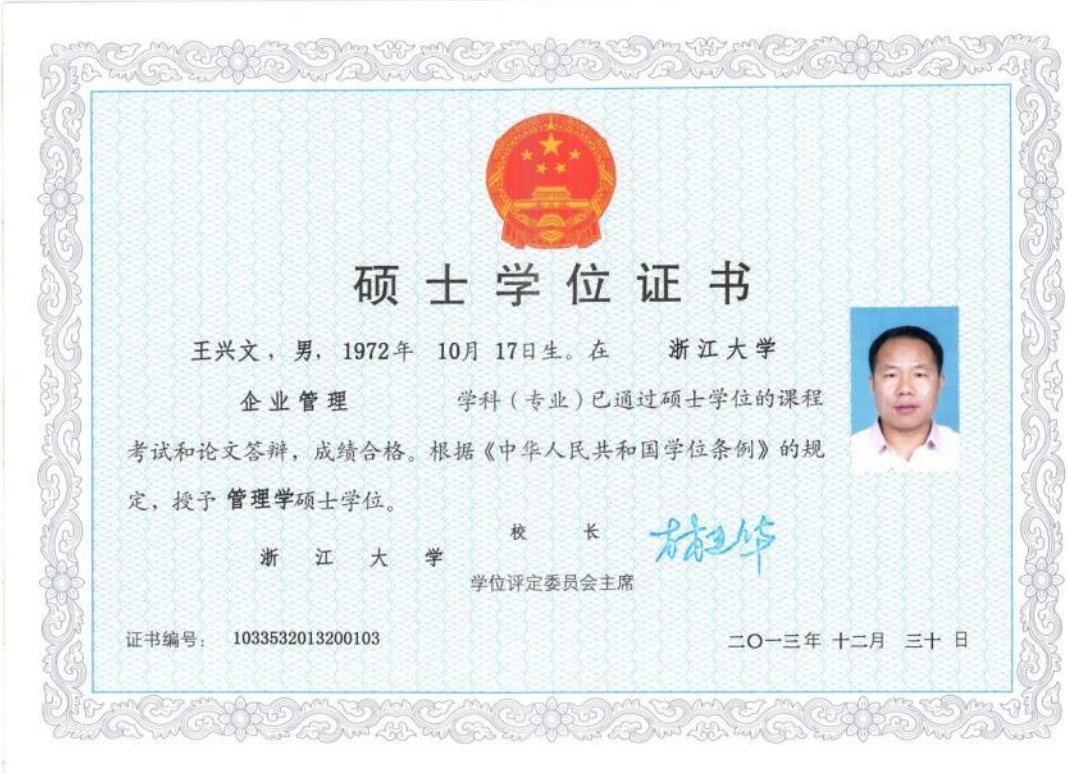 硕士学位证书
王兴文，男，1972年 10月 17日生。在 浙江大学
企业管理 学科（专业）已通过硕士学位的课程
考试和论文答辩，成绩合格。根据《中华人民共和国学位条例》的规
定，授予 管理学硕士学位。
浙江大学
校 长
学位评定委员会主席
证书编号： 1033532013200103
二〇一三年 十二月 三十 日